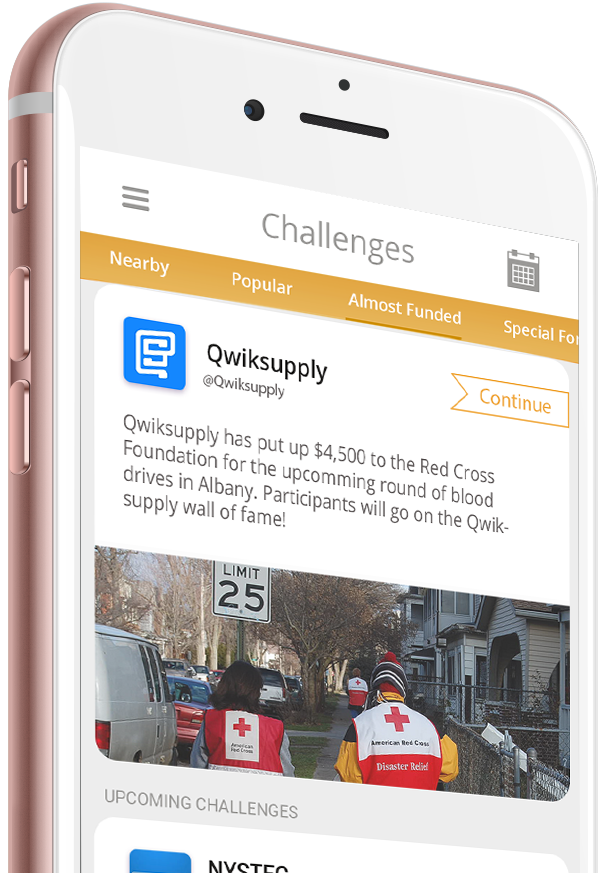 Challenges
Nearby Popular Almost Funded Special For
Qwiksupply
@Qwiksupply
Continue
Qwiksupply has put up $4,500 to the Red Cross
Foundation for the upcomming round of blood
drives in Albany. Participants will go on the Qwik-
supply wall of fame!
LIMIT
25
American
Red Cross
American Red Cross
Disaster Relief
UPCOMING CHALLENGES
NYSTEC